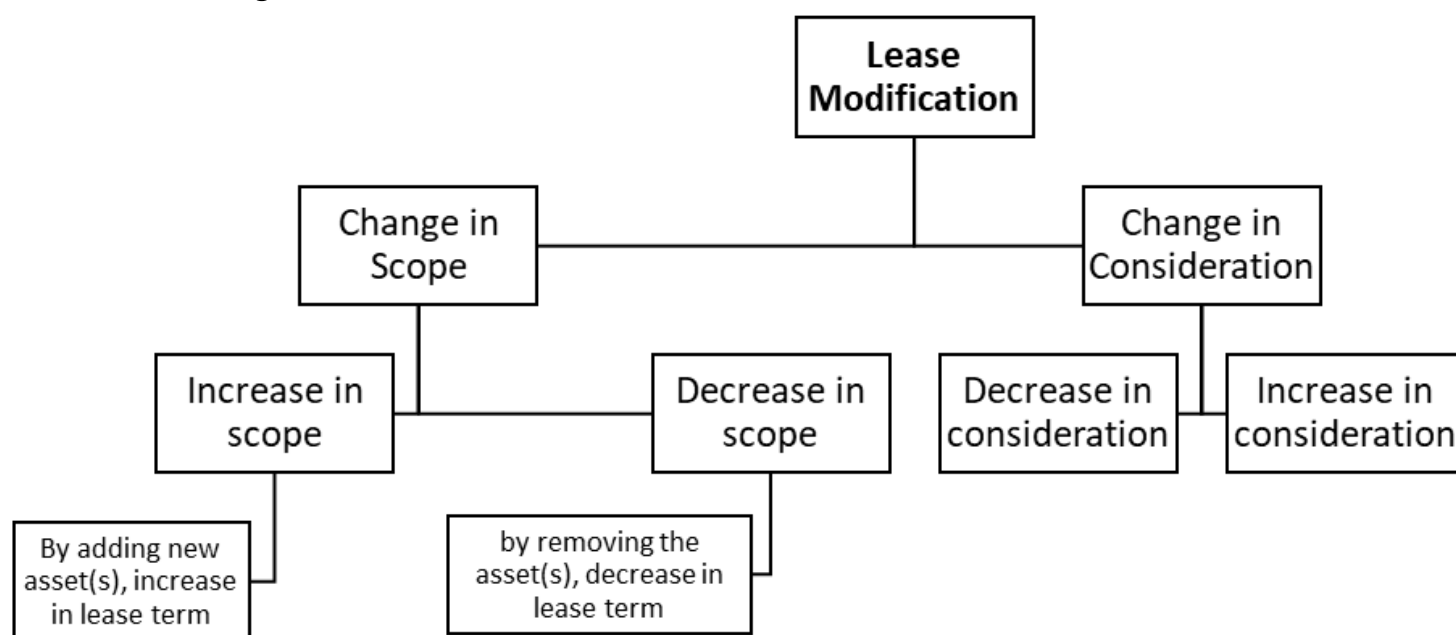 Lease
Modification
Change in
Scope
Change in
Consideration
Increase in
scope
Decrease in
scope
Decrease in
consideration
Increase in
consideration
By adding new
asset(s), increase
in lease term
by removing the
asset(s), decrease in
lease term